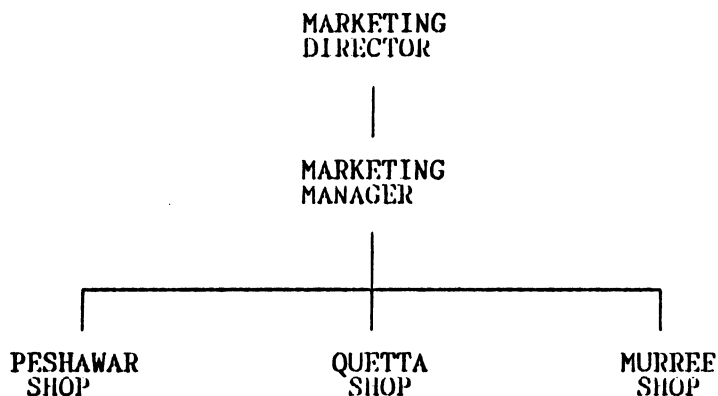 MARKETING
DIRECTOR
MARKETING
MANAGER
PESHAWAR
SHOP
QUETTA
SHOP
MURREE
SHOP